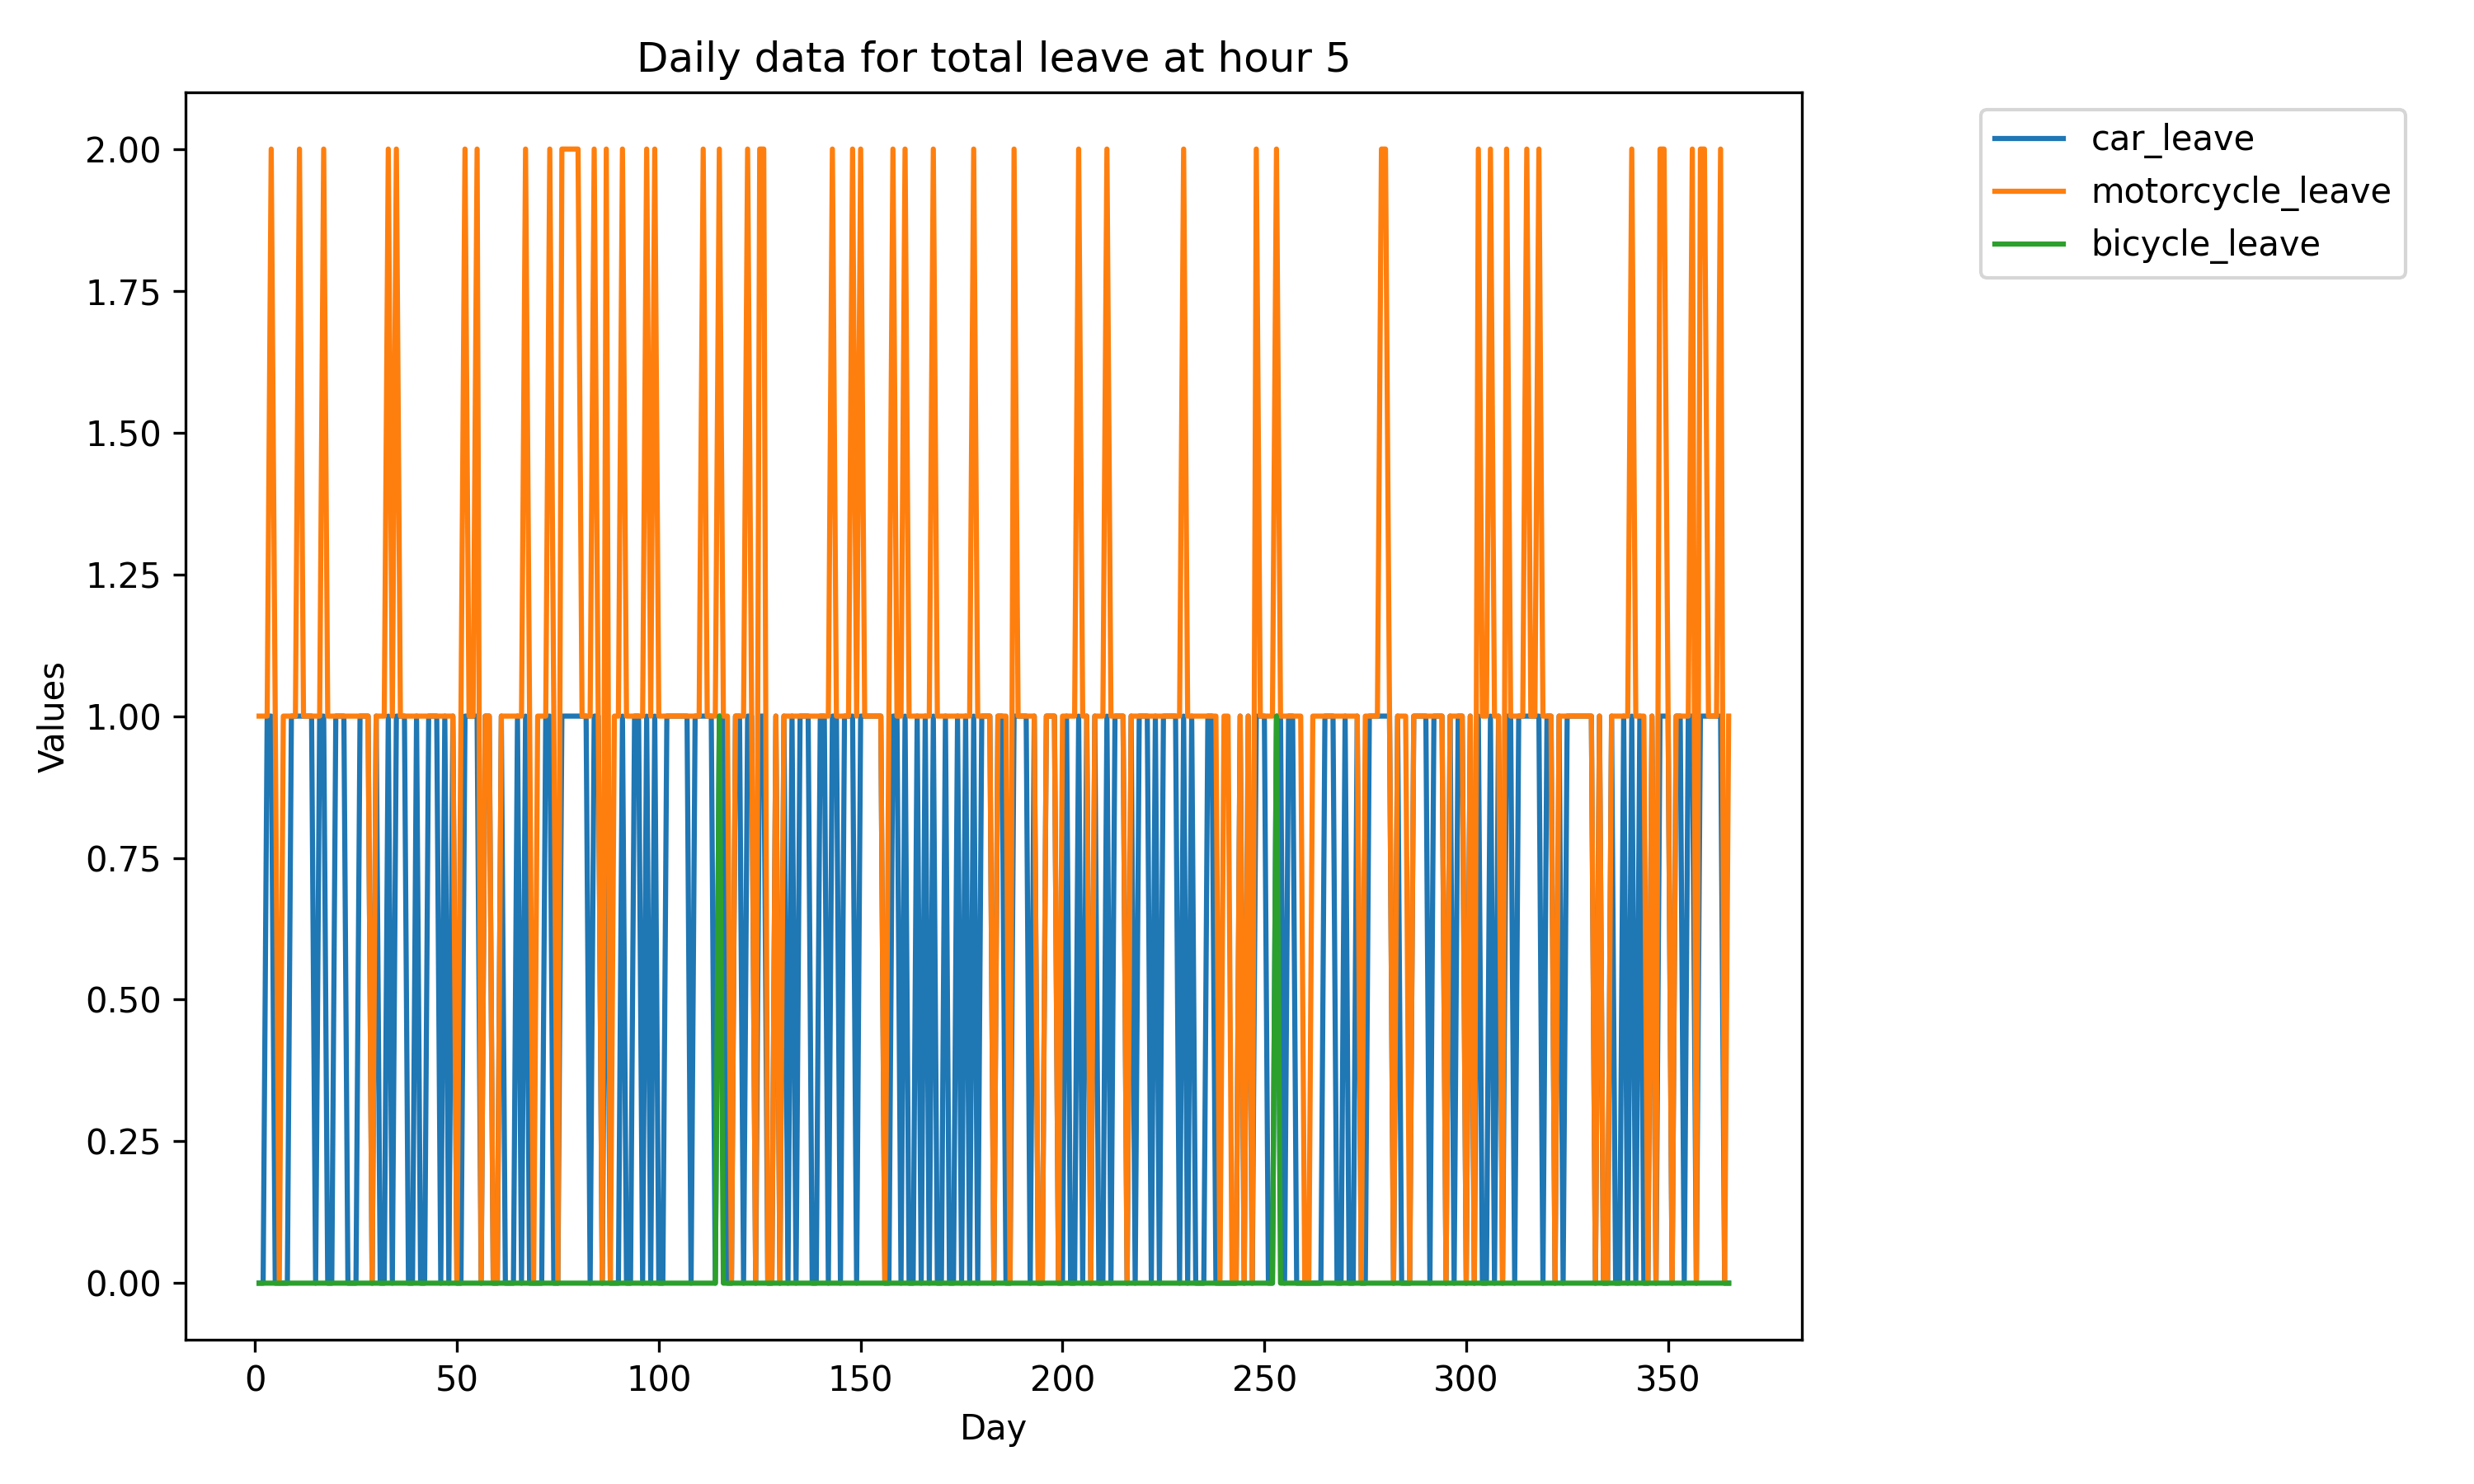 Daily data for total leave at hour 5
car_leave
motorcycle_leave
bicycle_leave
2.00
1.75
1.50
1.25
1.00
0.75
0.50
0.25
0.00
Values
0 50 100 150 200 250 300 350
Day